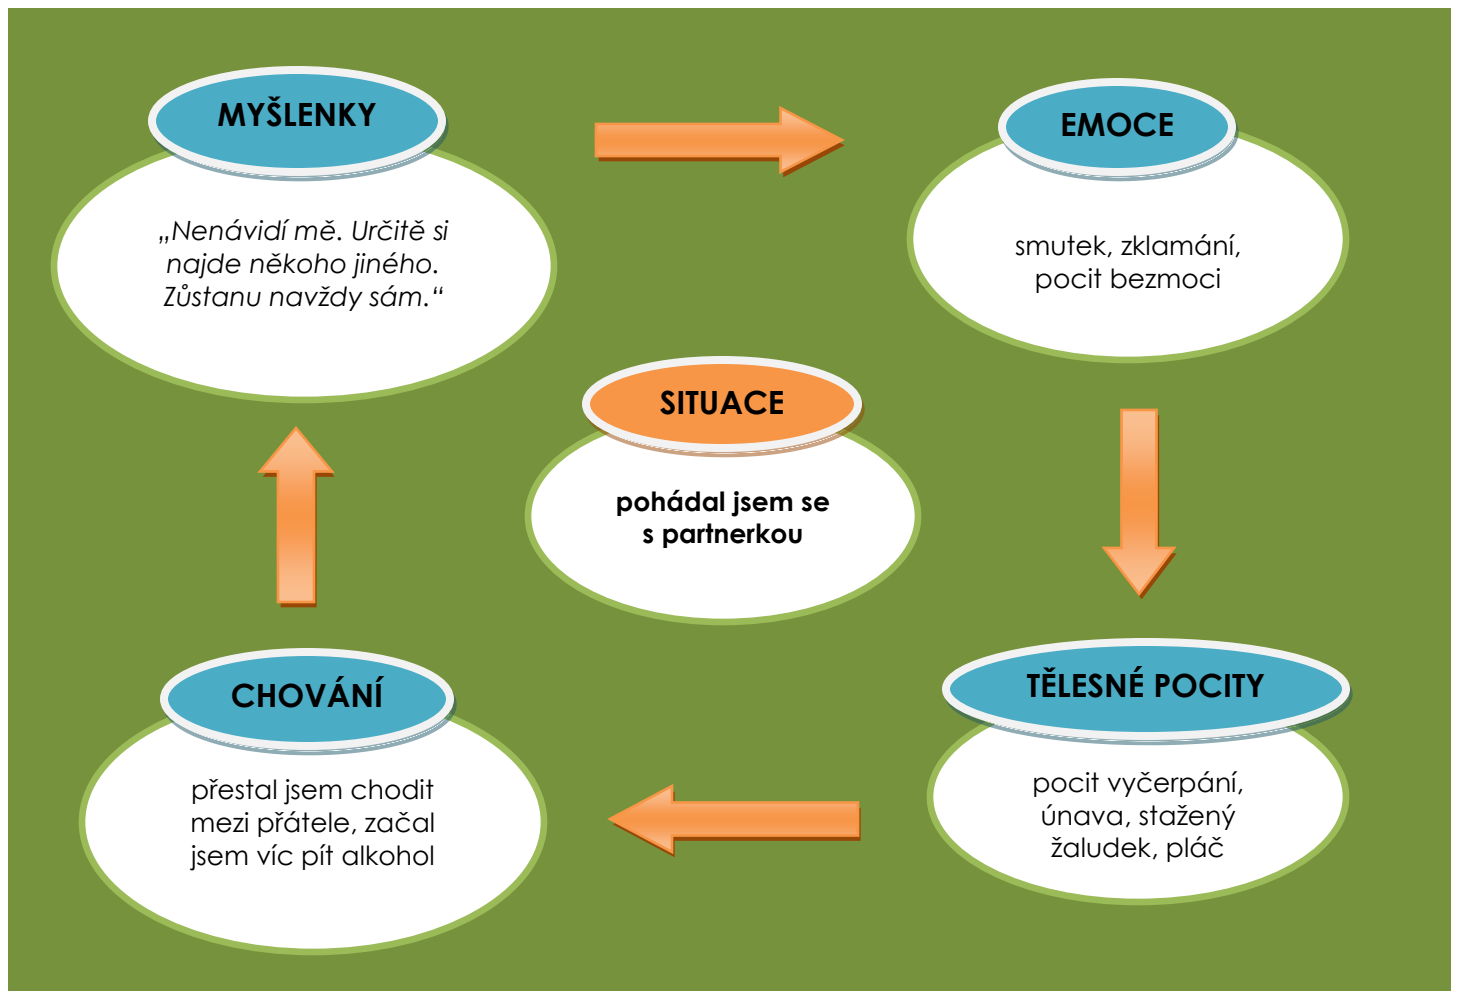 MYŠLENKY
„Nenávidí mě. Určitě si
najde někoho jiného.
Zůstanu navždy sám.“
EMOCE
smutek, zklamání,
pocit bezmoci
SITUACE
pohádal jsem se
s partnerkou
CHOVÁNÍ
přestal jsem chodit
mezi přátele, začal
jsem víc pít alkohol
TĚLESNÉ POCITY
pocit vyčerpání,
únava, stažený
žaludek, pláč